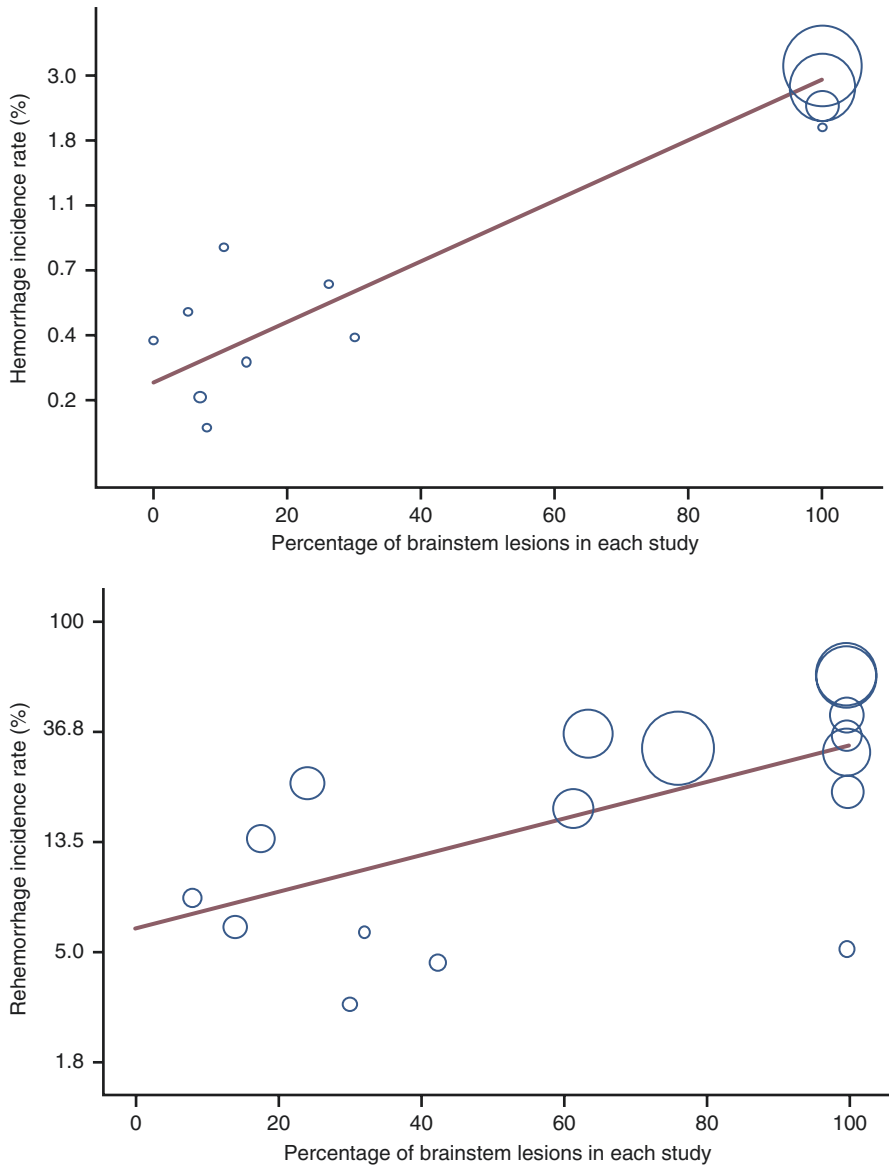 Hemorrhage incidence rate (%)
3.0
1.8
1.1
0.7
0.4
0.2
0 20 40 60 80 100
Percentage of brainstem lesions in each study
Rehemorrhage incidence rate (%)
100
36.8
13.5
5.0
1.8
0 20 40 60 80 100
Percentage of brainstem lesions in each study